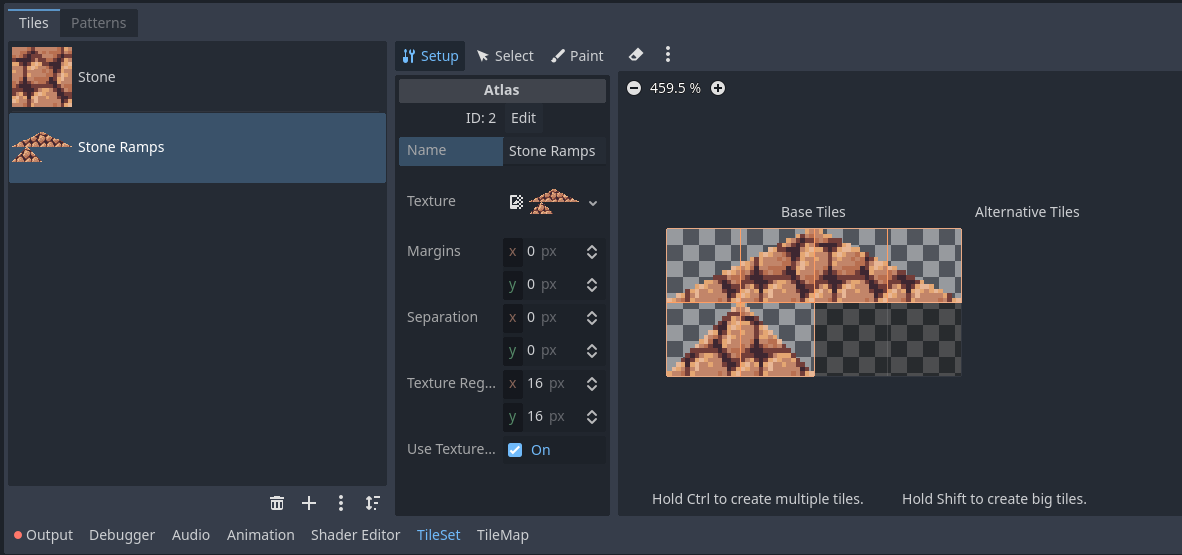 Tiles Patterns
Stone
Stone Ramps
Setup Select Paint
Atlas
ID: 2 Edit
Name Stone Ramps
Texture
Margins x 0 px
y 0 px
Separation x 0 px
y 0 px
Texture Reg... x 16 px
y 16 px
Use Texture... On
459.5 %
Base Tiles Alternative Tiles
Hold Ctrl to create multiple tiles. Hold Shift to create big tiles.
Output Debugger Audio Animation Shader Editor TileSet TileMap